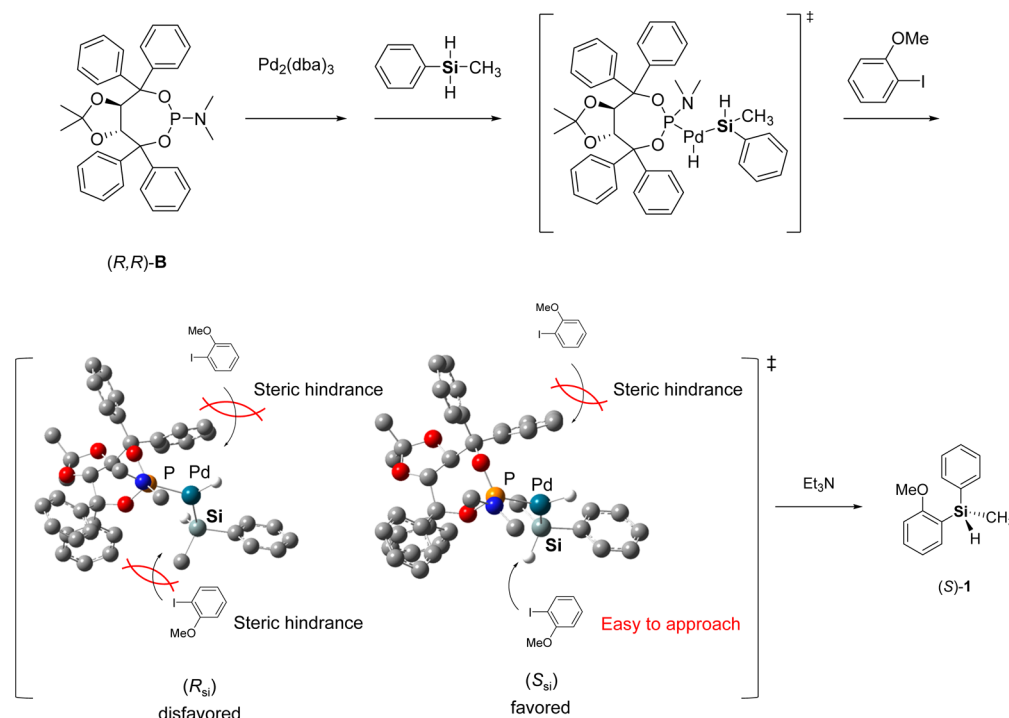 H
Si
CH3
H
Pd2(dba)3
O
O
O
P
N
O
(R,R)-B
‡
O
O
O
P
N
O
Pd
H
H
Si
CH3
OMe
I
MeO
I
Steric hindrance
P
Pd
Si
I
MeO
Steric hindrance
(Rsi)
disfavored
MeO
I
Steric hindrance
P
Pd
Si
I
MeO
Easy to approach
(Ssi)
favored
‡
Et3N
MeO
Si
CH3
H
(S)-1